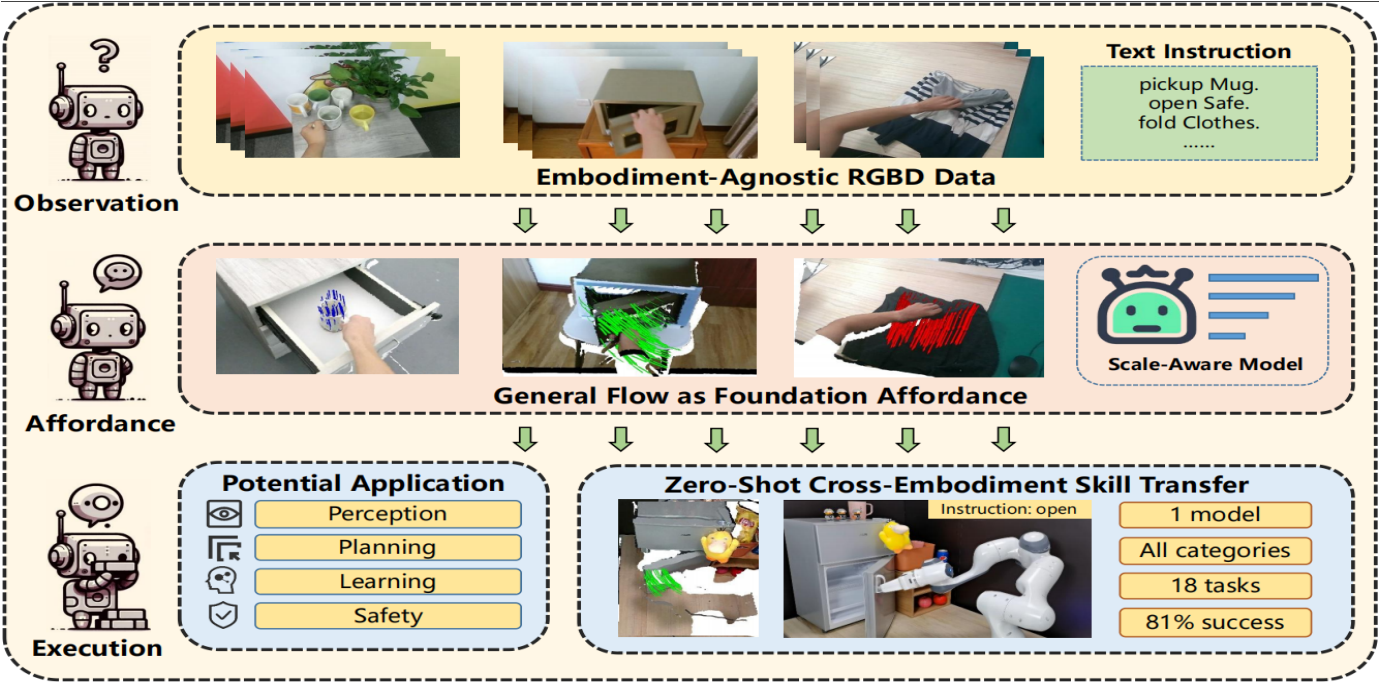 Text Instruction
pickup Mug.
open Safe.
fold Clothes.
......
Embodiment-Agnostic RGBD Data
Observation
Scale-Aware Model
General Flow as Foundation Affordance
Affordance
Potential Application
Perception
Planning
Learning
Safety
Zero-Shot Cross-Embodiment Skill Transfer
Instruction: open
1 model
All categories
18 tasks
81% success
Execution